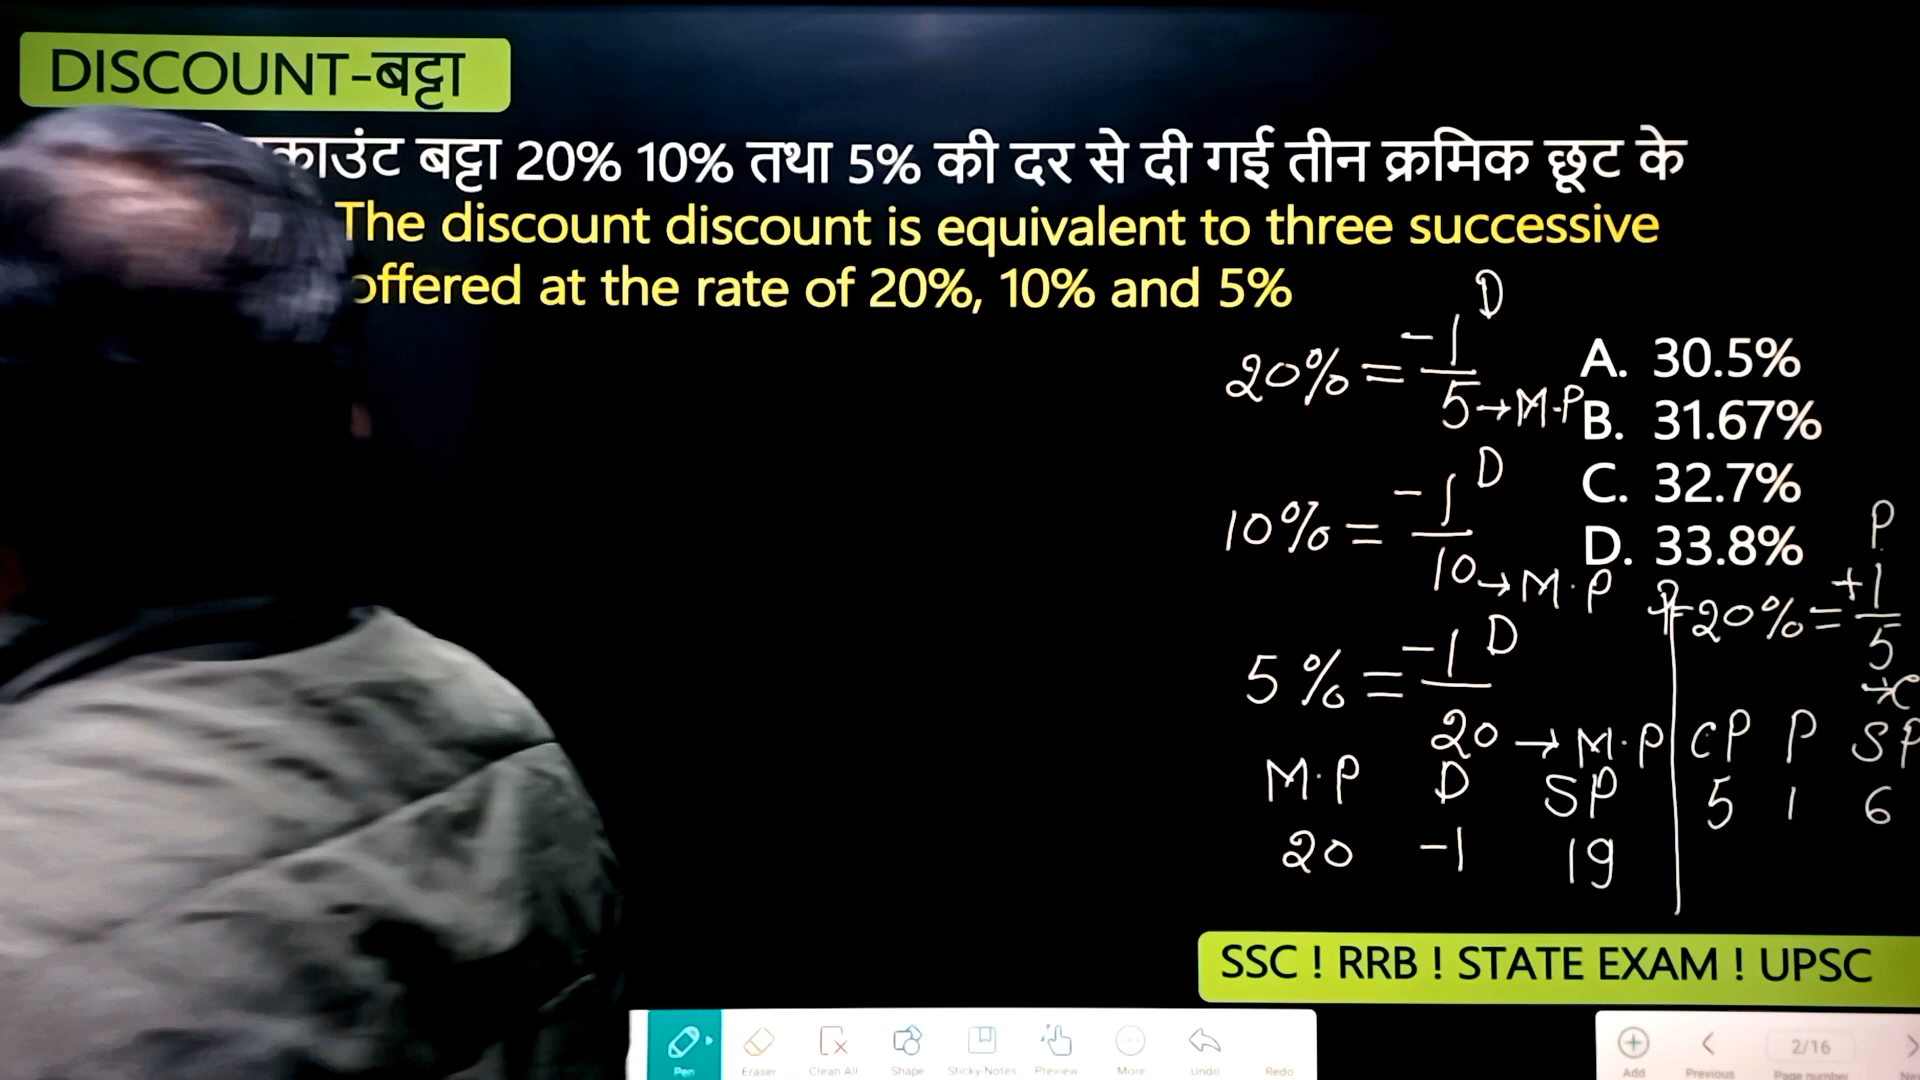 DISCOUNT-बट्टा
बट्टा 20% 10% तथा 5% की दर से दी गई तीन क्रमिक छूट के
The discount discount is equivalent to three successive
offered at the rate of 20%, 10% and 5%
A. 30.5%
B. 31.67%
C. 32.7%
D. 33.8%
20% = -1/5 D → M.P
10% = -1/10 D → M.P
5% = -1/20 D → M.P
M.P D SP
20 -1 19
P
+20% = +1/5
CP P SP
5 1 6
SSC ! RRB ! STATE EXAM ! UPSC
Pen Eraser Clean All Shape Sticky Notes Preview More Undo Redo
2/16
Add Previous Page number